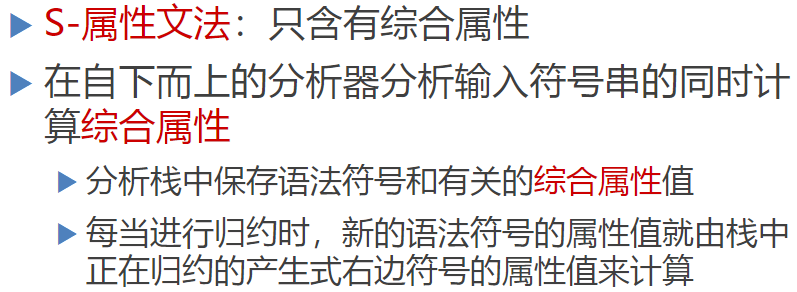 S-属性文法：只含有综合属性
在自下而上的分析器分析输入符号串的同时计
算综合属性
分析栈中保存语法符号和有关的综合属性值
每当进行归约时，新的语法符号的属性值就由栈中
正在归约的产生式右边符号的属性值来计算